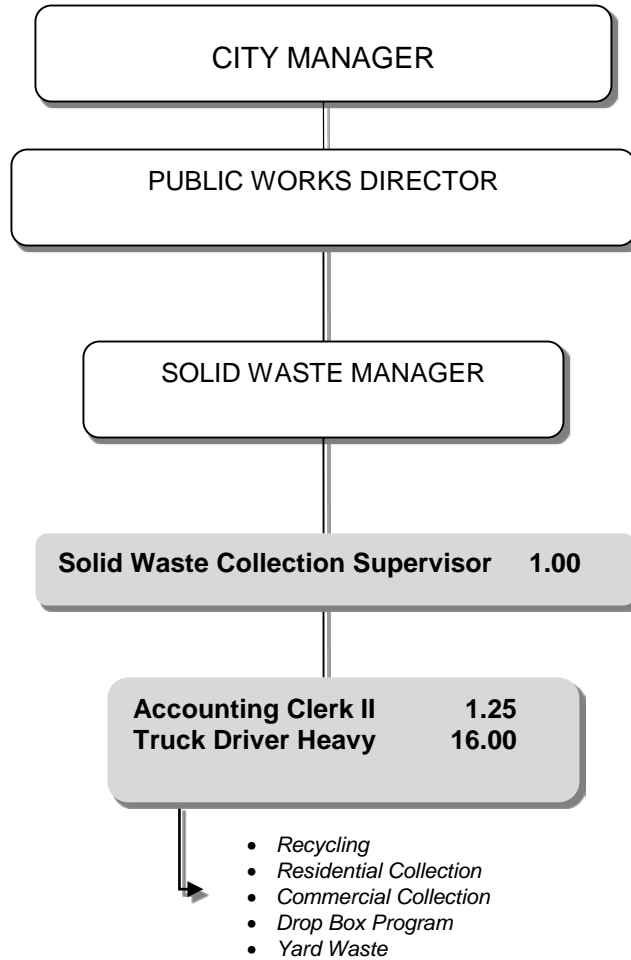 CITY MANAGER
PUBLIC WORKS DIRECTOR
SOLID WASTE MANAGER
Solid Waste Collection Supervisor 1.00
Accounting Clerk II 1.25
Truck Driver Heavy 16.00
• Recycling
• Residential Collection
• Commercial Collection
• Drop Box Program
• Yard Waste